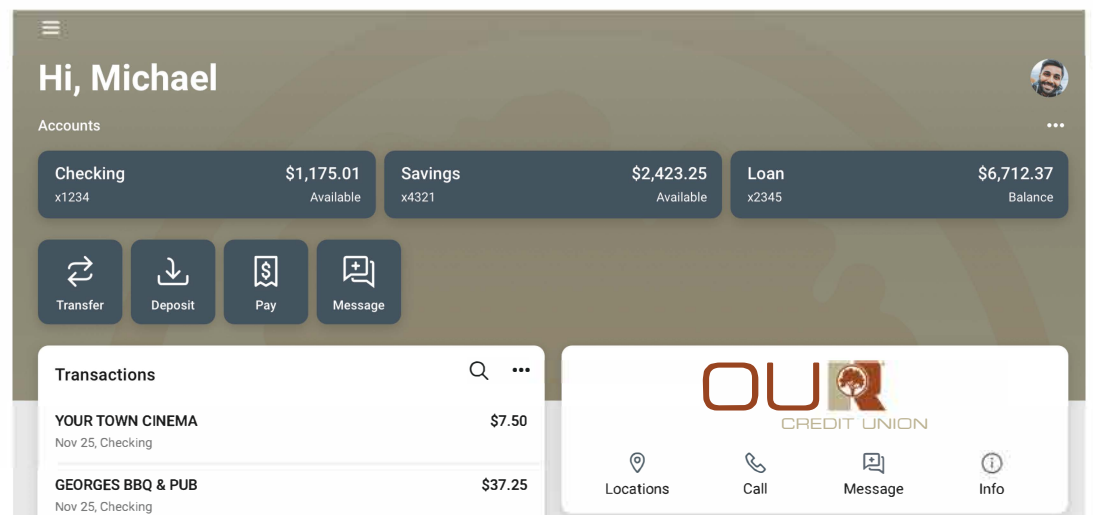 Hi, Michael
Accounts
Checking $1,175.01
x1234 Available
Savings $2,423.25
x4321 Available
Loan $6,712.37
x2345 Balance
Transfer
Deposit
Pay
Message
Transactions
YOUR TOWN CINEMA $7.50
Nov 25, Checking
GEORGES BBQ & PUB $37.25
Nov 25, Checking
OUR
CREDIT UNION
Locations
Call
Message
Info